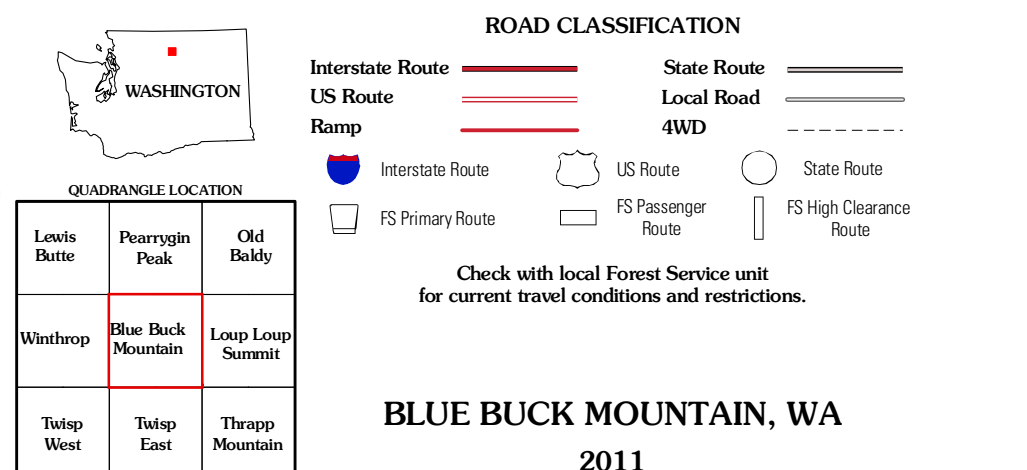 WASHINGTON
QUADRANGLE LOCATION
Lewis
Butte
Pearrygin
Peak
Old
Baldy
Winthrop
Blue Buck
Mountain
Loup Loup
Summit
Twisp
West
Twisp
East
Thrapp
Mountain
ROAD CLASSIFICATION
Interstate Route
State Route
US Route
Local Road
Ramp
4WD
Interstate Route
US Route
State Route
FS Primary Route
FS Passenger
Route
FS High Clearance
Route
Check with local Forest Service unit
for current travel conditions and restrictions.
BLUE BUCK MOUNTAIN, WA
2011